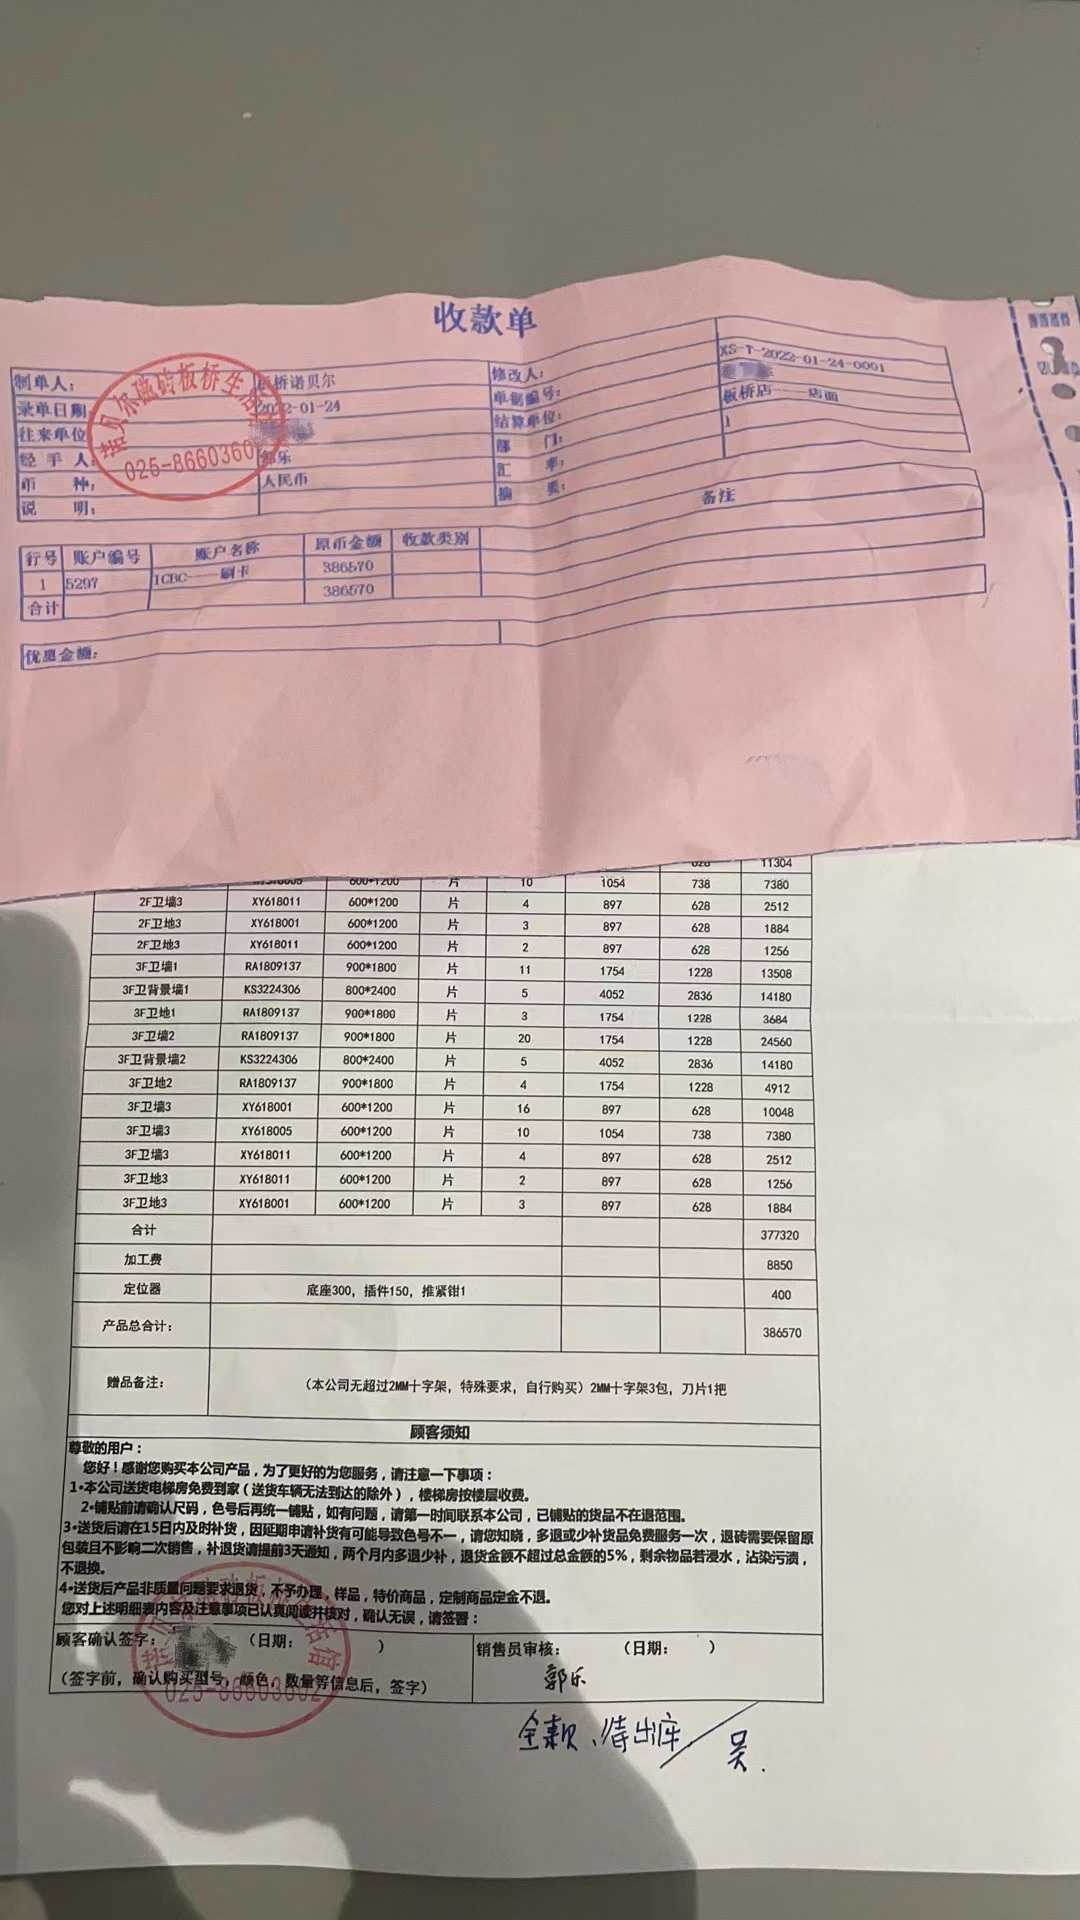 收款单
制单人： 板桥诺贝尔 修改人：
录单日期 2022-01-24 单据编号： XS-T-2022-01-24-0001
往来单位 结算单位：
经 手 人： 郭乐 部 门： 板桥店——店面
币 种： 人民币 汇 率： 1
说 明： 摘 要：
诺贝尔磁砖板桥生活
025-8660360
备注
行号 账户编号 账户名称 原币金额 收款类别
1 5297 ICBC——刷卡 386570
合计 386570
优惠金额：
628 11304
600*1200 片 10 1054 738 7380
2F卫墙3 XY618011 600*1200 片 4 897 628 2512
2F卫地3 XY618001 600*1200 片 3 897 628 1884
2F卫地3 XY618011 600*1200 片 2 897 628 1256
3F卫墙1 RA1809137 900*1800 片 11 1754 1228 13508
3F卫背景墙1 KS3224306 800*2400 片 5 4052 2836 14180
3F卫地1 RA1809137 900*1800 片 3 1754 1228 3684
3F卫墙2 RA1809137 900*1800 片 20 1754 1228 24560
3F卫背景墙2 KS3224306 800*2400 片 5 4052 2836 14180
3F卫地2 RA1809137 900*1800 片 4 1754 1228 4912
3F卫墙3 XY618001 600*1200 片 16 897 628 10048
3F卫墙3 XY618005 600*1200 片 10 1054 738 7380
3F卫墙3 XY618011 600*1200 片 4 897 628 2512
3F卫地3 XY618011 600*1200 片 2 897 628 1256
3F卫地3 XY618001 600*1200 片 3 897 628 1884
合计 377320
加工费 8850
定位器 底座300，插件150，推紧钳1 400
产品总合计： 386570
赠品备注： （本公司无超过2MM十字架，特殊要求，自行购买）2MM十字架3包，刀片1把
顾客须知
尊敬的用户：
您好！感谢您购买本公司产品，为了更好的为您服务，请注意一下事项：
1·本公司送货电梯房免费到家（送货车辆无法到达的除外），楼梯房按楼层收费。
2·铺贴前请确认尺码，色号后再统一铺贴，如有问题，请第一时间联系本公司，已铺贴的货品不在退范围。
3·送货后请在15日内及时补货，因延期申请补货有可能导致色号不一，请您知晓，多退或少补货品免费服务一次，退砖需要保留原
包装且不影响二次销售，补退货请提前3天通知，两个月内多退少补，退货金额不超过总金额的5%，剩余物品若浸水，沾染污渍，
不退换。
4·送货后产品非质量问题要求退货，不予办理，样品，特价商品，定制商品定金不退。
您对上述明细表内容及注意事项已认真阅读并核对，确认无误，请签署：
顾客确认签字： （日期： ） 销售员审核： （日期： ）
（签字前，确认购买型号，颜色，数量等信息后，签字） 郭乐
全款、待出库 吴.